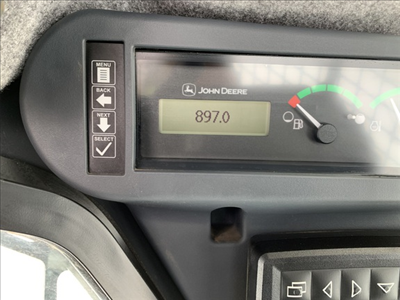 MENU
BACK
NEXT
SELECT
JOHN DEERE
897.0